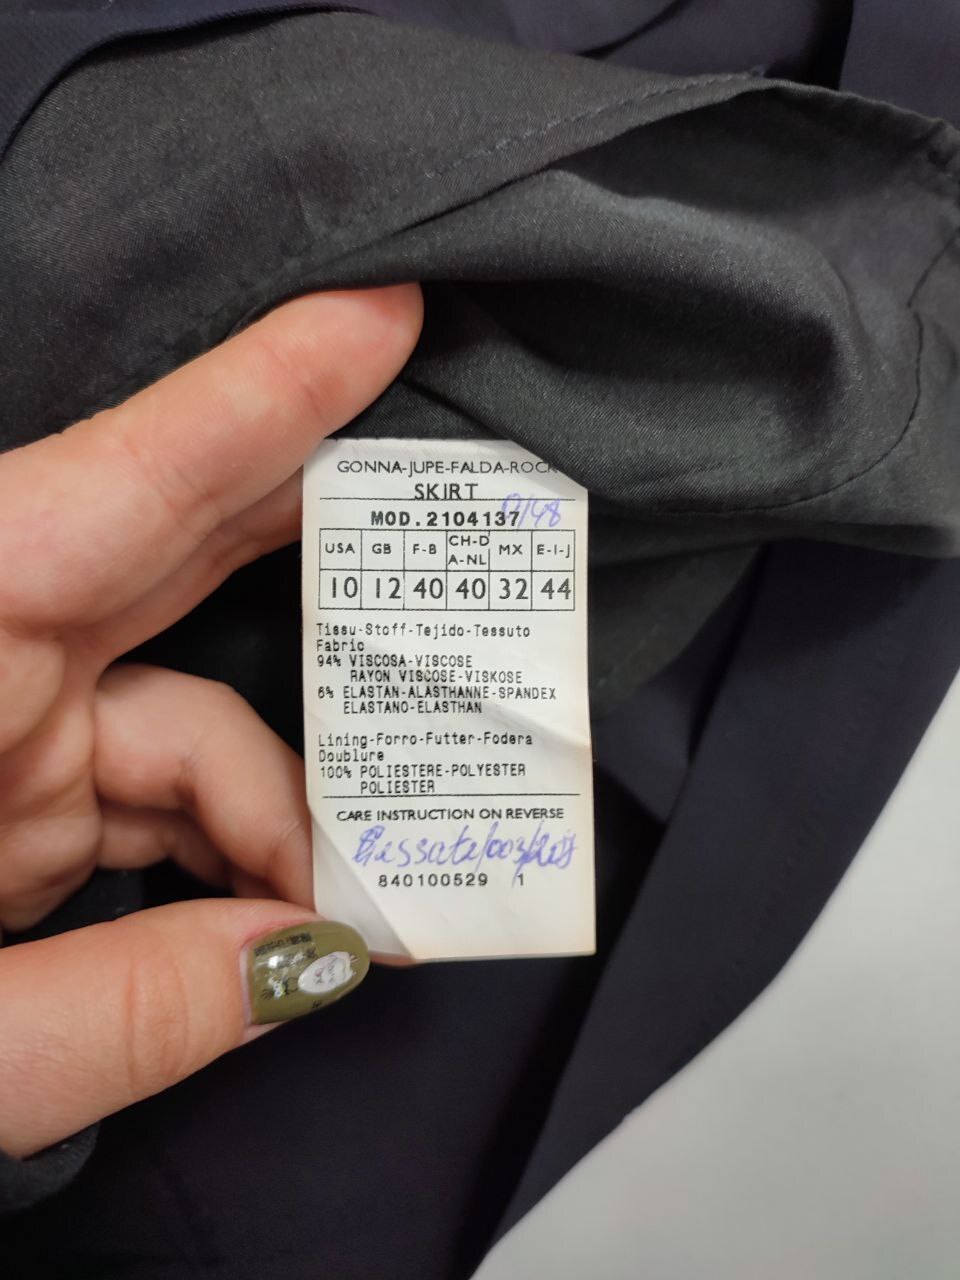 GONNA-JUPE-FALDA-ROCK
SKIRT
MOD.2104137
USA GB F-B CH-D A-NL MX E-I-J
10 12 40 40 32 44
Tissu-Stoff-Tejido-Tessuto
Fabric
94% VISCOSA-VISCOSE
RAYON VISCOSE-VISKOSE
6% ELASTAN-ALASTHANNE-SPANDEX
ELASTANO-ELASTHAN
Lining-Forro-Futter-Fodera
Doublure
100% POLIESTERE-POLYESTER
POLIESTER
CARE INSTRUCTION ON REVERSE
840100529 1